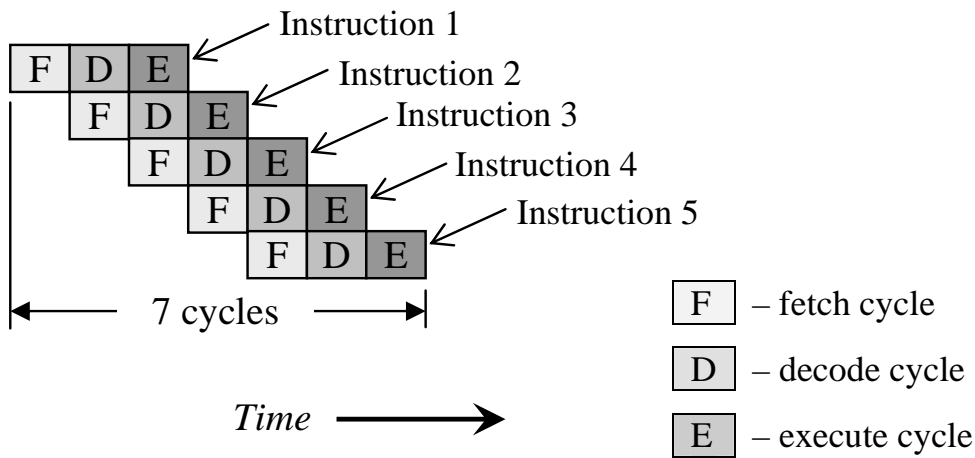 Instruction 1
F D E
Instruction 2
F D E
Instruction 3
F D E
Instruction 4
F D E
Instruction 5
F D E
7 cycles
F – fetch cycle
D – decode cycle
Time
E – execute cycle